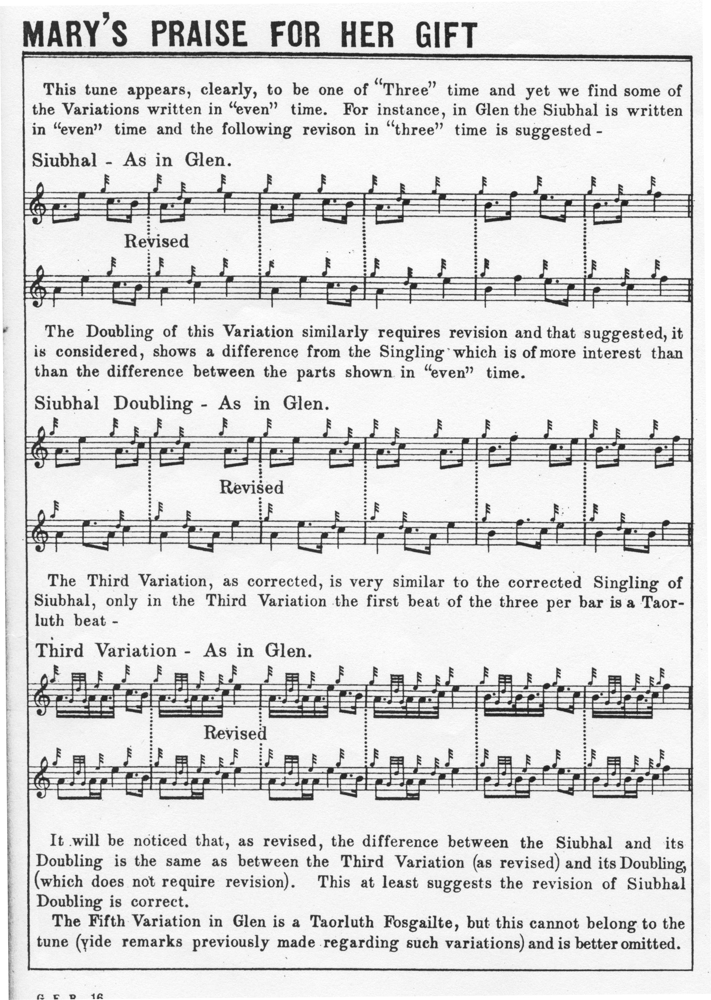 MARY'S PRAISE FOR HER GIFT
This tune appears, clearly, to be one of “Three” time and yet we find some of
the Variations written in “even” time. For instance, in Glen the Siubhal is written
in “even” time and the following revison in “three” time is suggested -
Siubhal - As in Glen.
Revised
The Doubling of this Variation similarly requires revision and that suggested, it
is considered, shows a difference from the Singling which is of more interest than
than the difference between the parts shown in “even” time.
Siubhal Doubling - As in Glen.
Revised
The Third Variation, as corrected, is very similar to the corrected Singling of
Siubhal, only in the Third Variation the first beat of the three per bar is a Taor-
luth beat -
Third Variation - As in Glen.
Revised
It will be noticed that, as revised, the difference between the Siubhal and its
Doubling is the same as between the Third Variation (as revised) and its Doubling,
(which does not require revision). This at least suggests the revision of Siubhal
Doubling is correct.
The Fifth Variation in Glen is a Taorluth Fosgailte, but this cannot belong to the
tune (vide remarks previously made regarding such variations) and is better omitted.
G. F. R. 16